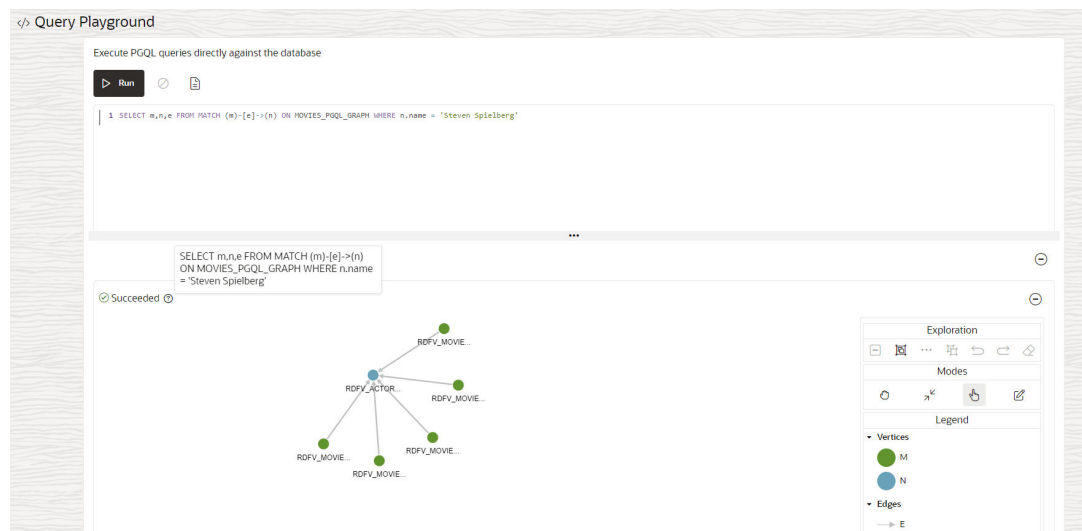 </> Query Playground
Execute PGQL queries directly against the database
Run
1 SELECT m,n,e FROM MATCH (m)-[e]->(n) ON MOVIES_PGQL_GRAPH WHERE n.name = 'Steven Spielberg'
SELECT m,n,e FROM MATCH (m)-[e]->(n)
ON MOVIES_PGQL_GRAPH WHERE n.name
= 'Steven Spielberg'
Succeeded
RDFV_MOVIE...
RDFV_ACTOR...
RDFV_MOVIE...
RDFV_MOVIE...
RDFV_MOVIE...
RDFV_MOVIE...
Exploration
Modes
Legend
Vertices
M
N
Edges
E